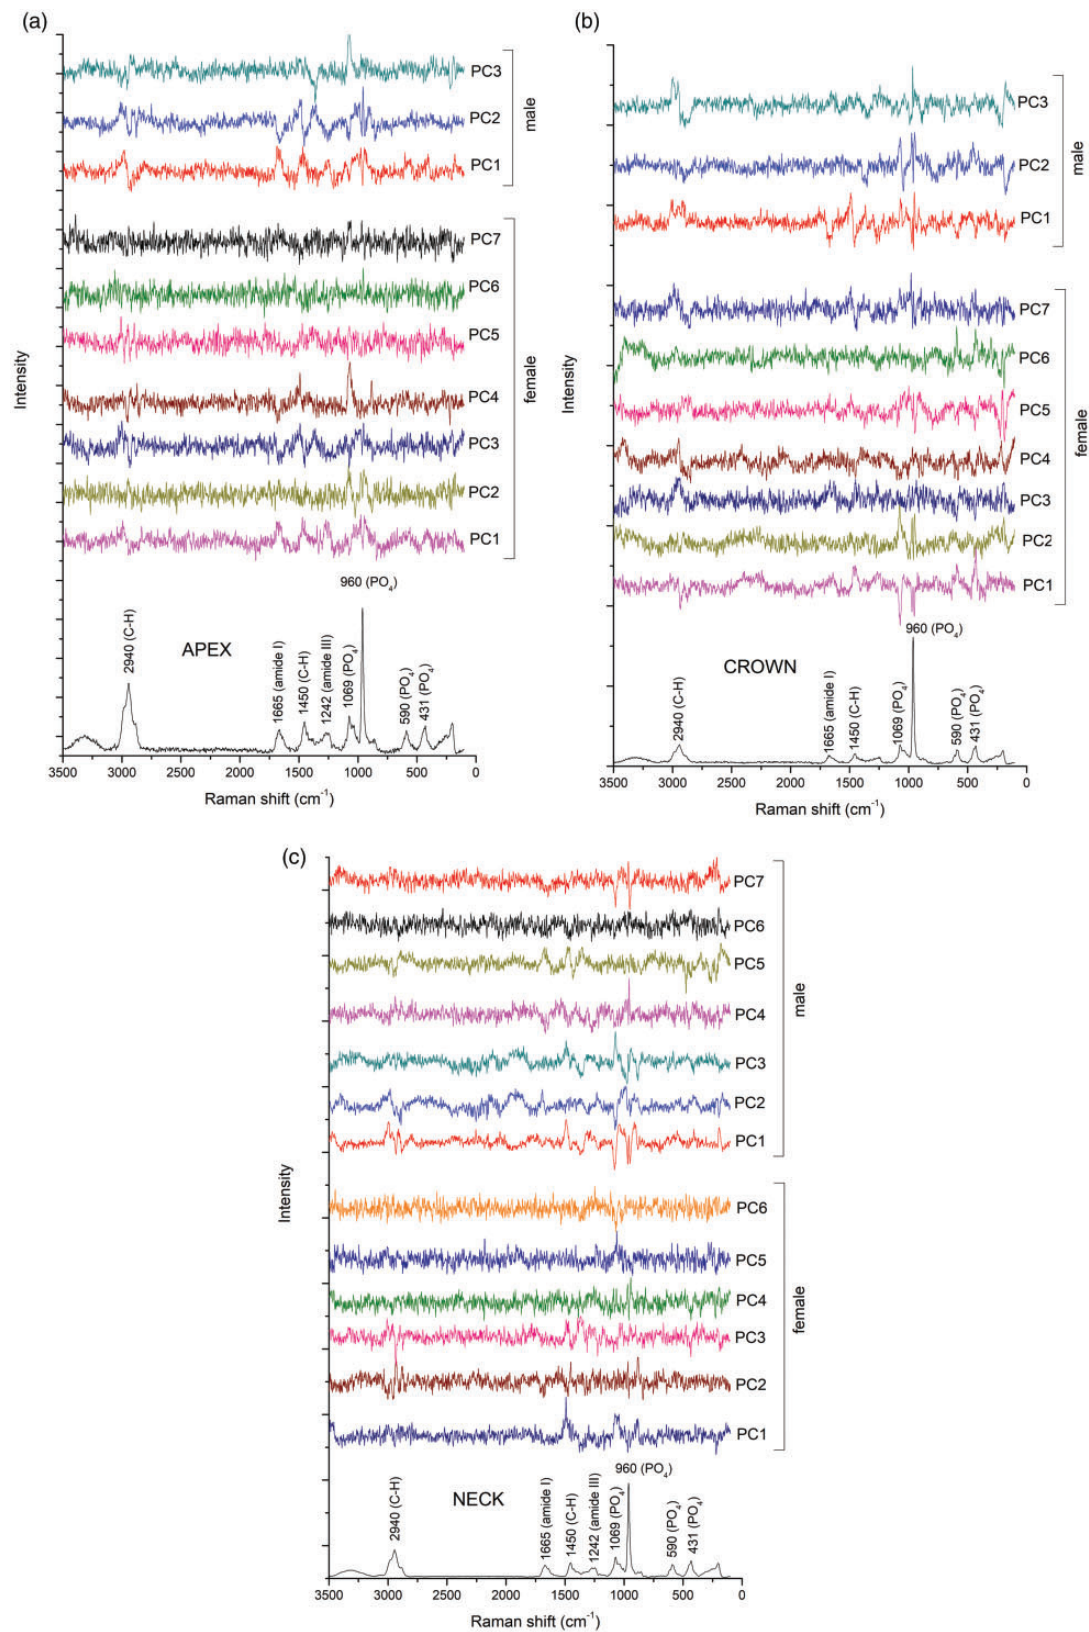 (a)
PC3
PC2
PC1
male
PC7
PC6
PC5
PC4
PC3
PC2
PC1
female
Intensity
960 (PO4)
2940 (C-H)
APEX
1665 (amide I)
1450 (C-H)
1242 (amide III)
1069 (PO4)
590 (PO4)
431 (PO4)
3500 3000 2500 2000 1500 1000 500 0
Raman shift (cm-1)
(b)
PC3
PC2
PC1
male
PC7
PC6
PC5
PC4
PC3
PC2
PC1
female
Intensity
960 (PO4)
2940 (C-H)
CROWN
1665 (amide I)
1450 (C-H)
1069 (PO4)
590 (PO4)
431 (PO4)
3500 3000 2500 2000 1500 1000 500 0
Raman shift (cm-1)
(c)
PC7
PC6
PC5
PC4
PC3
PC2
PC1
male
PC6
PC5
PC4
PC3
PC2
PC1
female
Intensity
960 (PO4)
2940 (C-H)
NECK
1665 (amide I)
1450 (C-H)
1242 (amide III)
1069 (PO4)
590 (PO4)
431 (PO4)
3500 3000 2500 2000 1500 1000 500 0
Raman shift (cm-1)